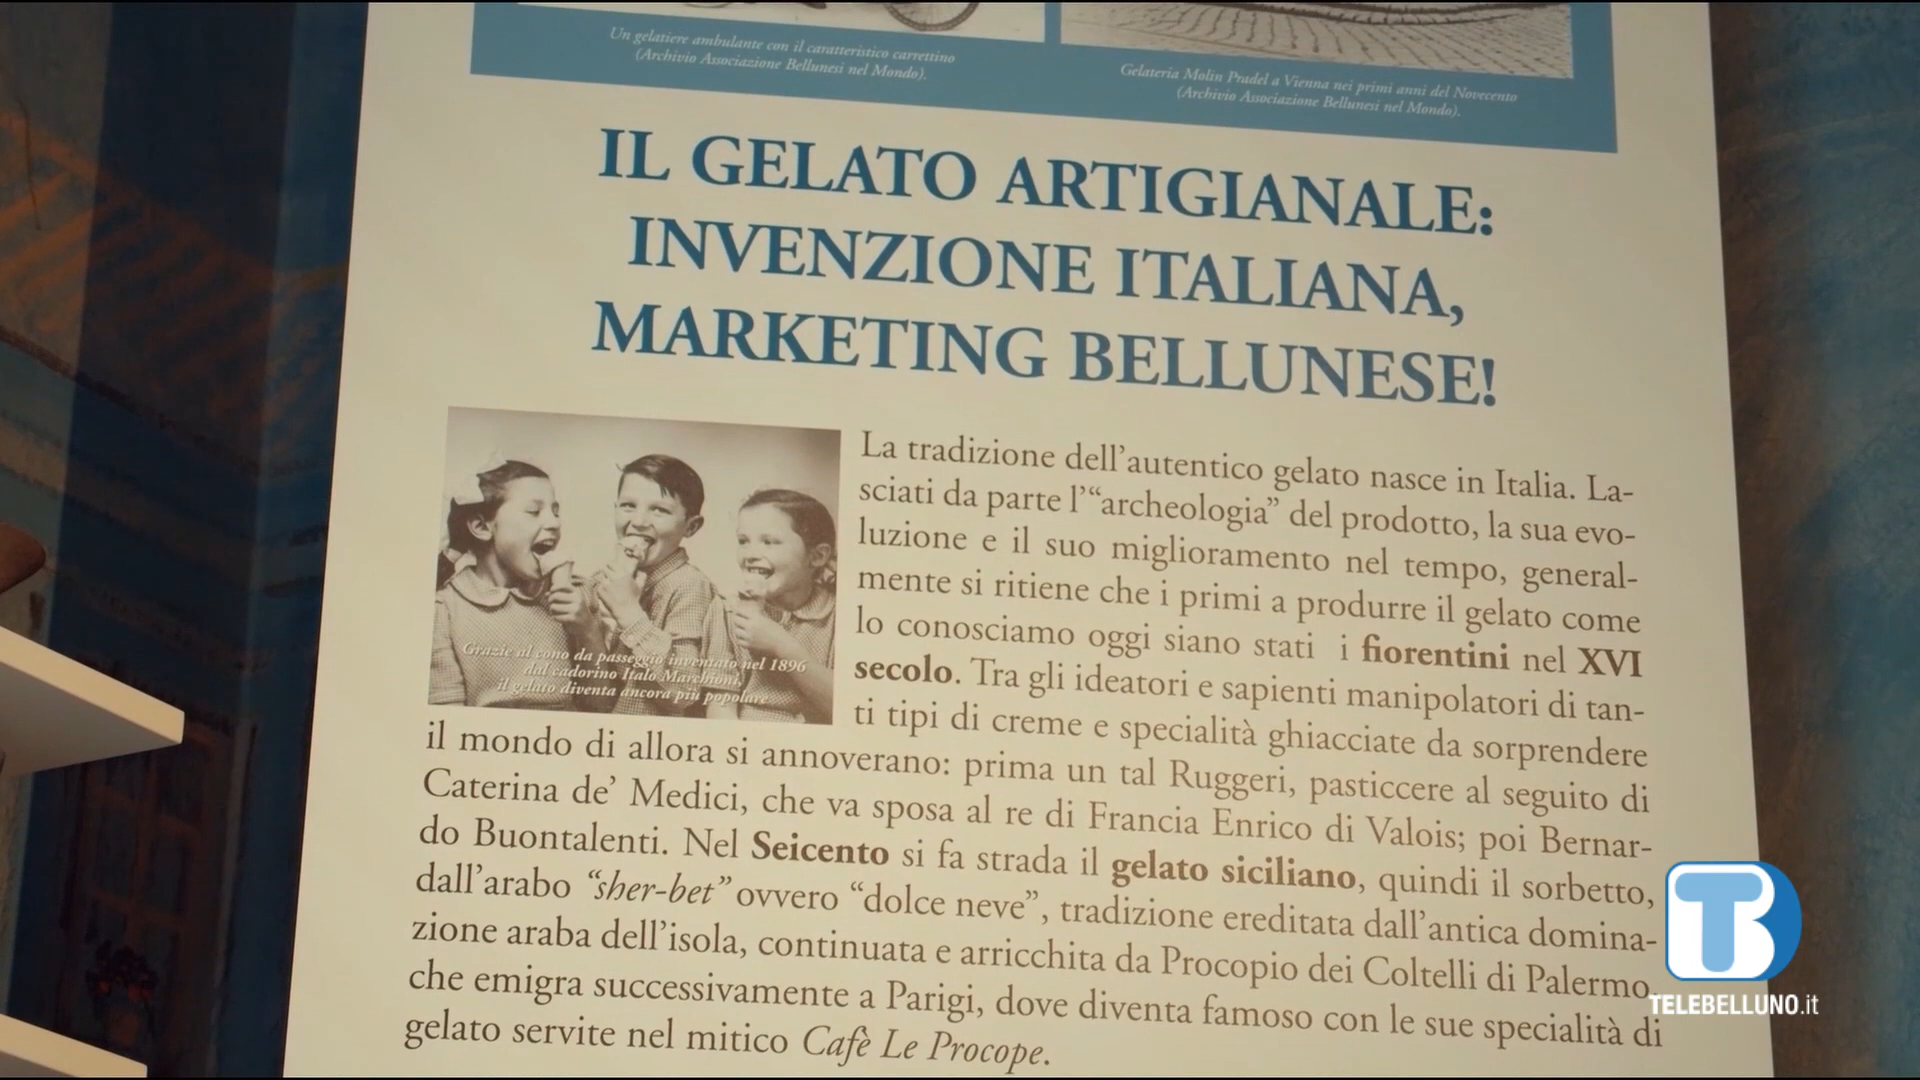 Un gelatiere ambulante con il caratteristico carrettino
(Archivio Associazione Bellunesi nel Mondo).
Gelateria Molin Pradel a Vienna nei primi anni del Novecento
(Archivio Associazione Bellunesi nel Mondo).
IL GELATO ARTIGIANALE:
INVENZIONE ITALIANA,
MARKETING BELLUNESE!
Grazie al cono da passeggio inventato nel 1896
dal cadorino Italo Marchioni,
il gelato diventa ancora più popolare
La tradizione dell'autentico gelato nasce in Italia. La-
sciati da parte l'“archeologia” del prodotto, la sua evo-
luzione e il suo miglioramento nel tempo, general-
mente si ritiene che i primi a produrre il gelato come
lo conosciamo oggi siano stati i fiorentini nel XVI
secolo. Tra gli ideatori e sapienti manipolatori di tan-
ti tipi di creme e specialità ghiacciate da sorprendere
il mondo di allora si annoverano: prima un tal Ruggeri, pasticcere al seguito di
Caterina de' Medici, che va sposa al re di Francia Enrico di Valois; poi Bernar-
do Buontalenti. Nel Seicento si fa strada il gelato siciliano, quindi il sorbetto,
dall'arabo “sher-bet” ovvero “dolce neve”, tradizione ereditata dall'antica domina-
zione araba dell'isola, continuata e arricchita da Procopio dei Coltelli di Palermo
che emigra successivamente a Parigi, dove diventa famoso con le sue specialità di
gelato servite nel mitico Cafè Le Procope.
TB
TELEBELLUNO.it